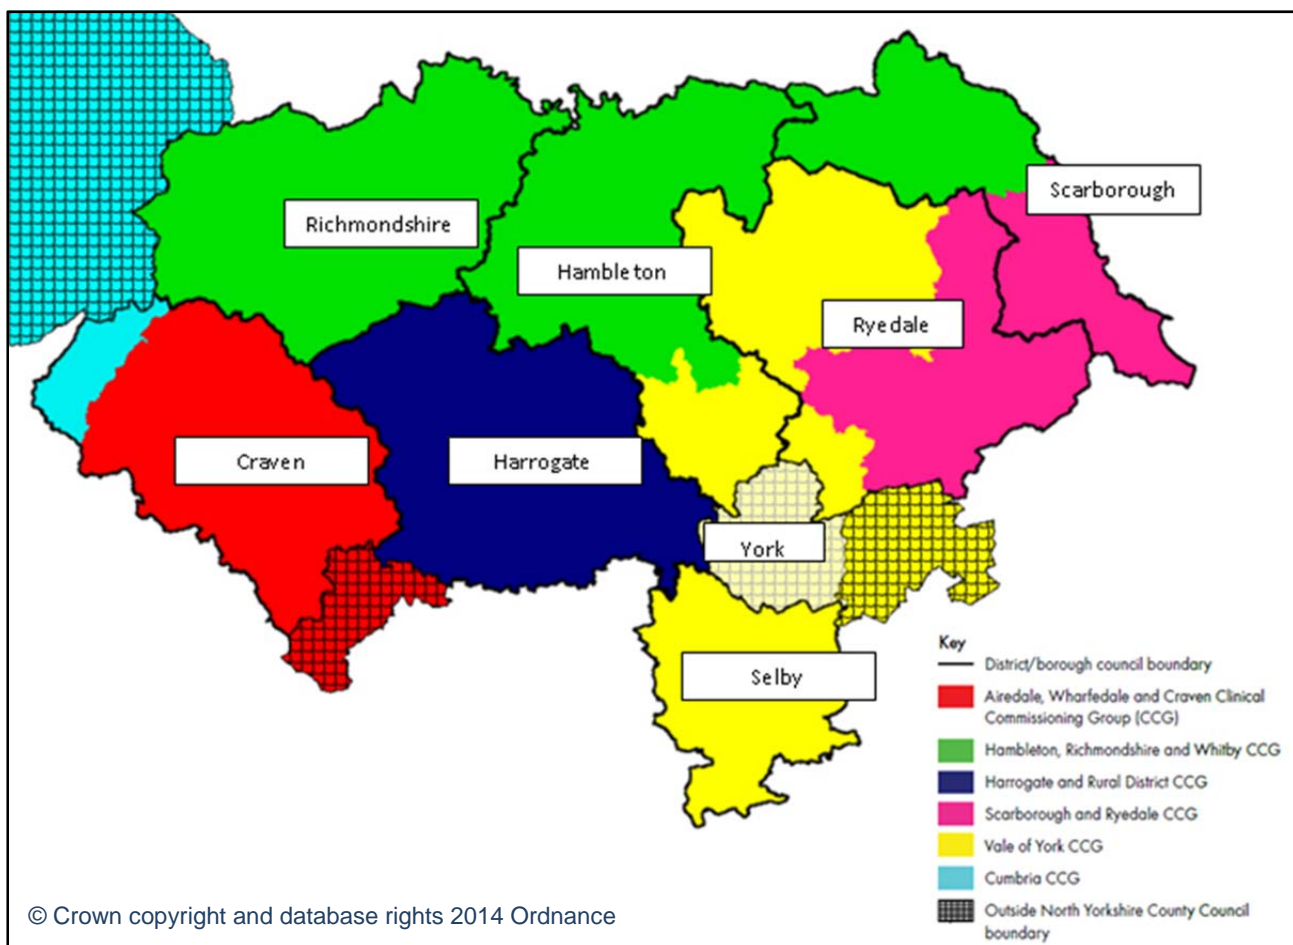 Scarborough
Richmondshire
Hambleton
Ryedale
Craven
Harrogate
York
Selby
Key
District/borough council boundary
Airedale, Wharfedale and Craven Clinical
Commissioning Group (CCG)
Hambleton, Richmondshire and Whitby CCG
Harrogate and Rural District CCG
Scarborough and Ryedale CCG
Vale of York CCG
Cumbria CCG
Outside North Yorkshire County Council
boundary
© Crown copyright and database rights 2014 Ordnance